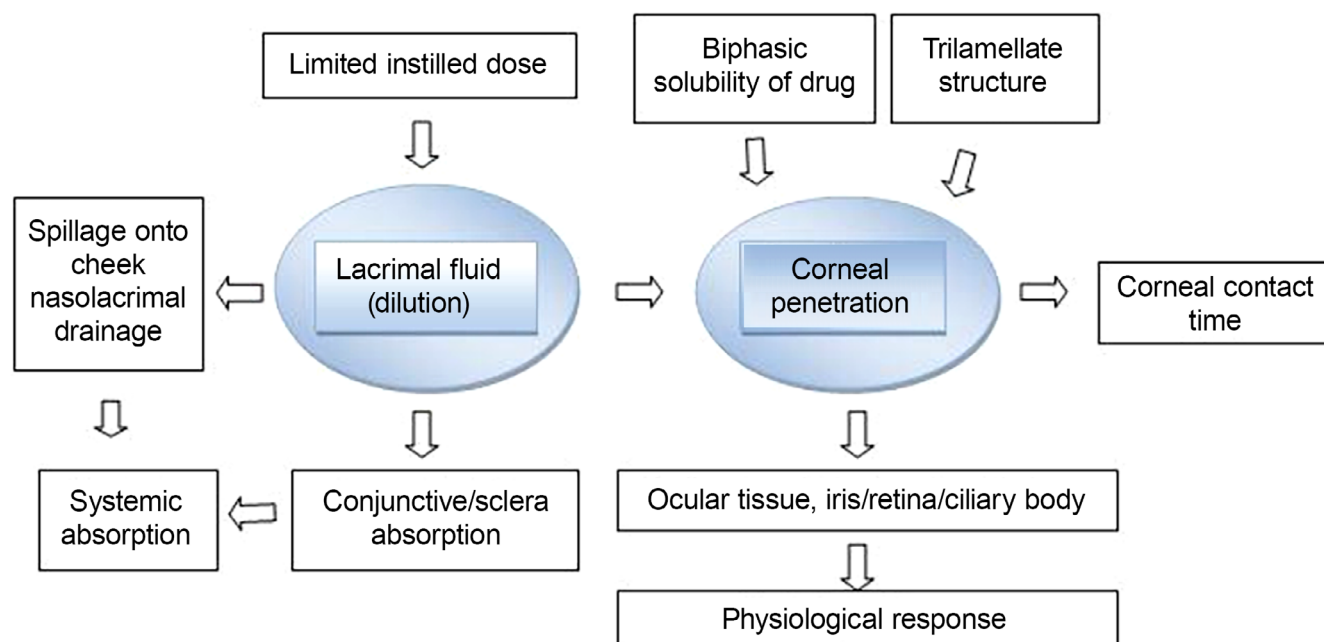 Limited instilled dose
Biphasic
solubility of drug
Trilamellate
structure
Spillage onto
cheek
nasolacrimal
drainage
Lacrimal fluid
(dilution)
Corneal
penetration
Corneal contact
time
Systemic
absorption
Conjunctive/sclera
absorption
Ocular tissue, iris/retina/ciliary body
Physiological response